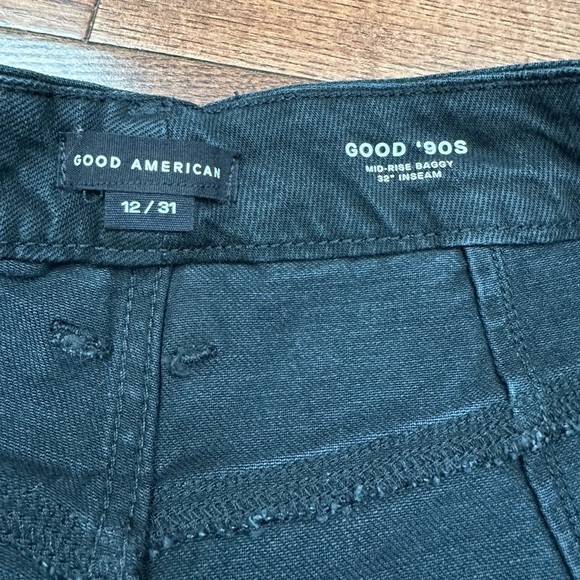 GOOD AMERICAN
12 / 31
GOOD '90S
MID-RISE BAGGY
32" INSEAM